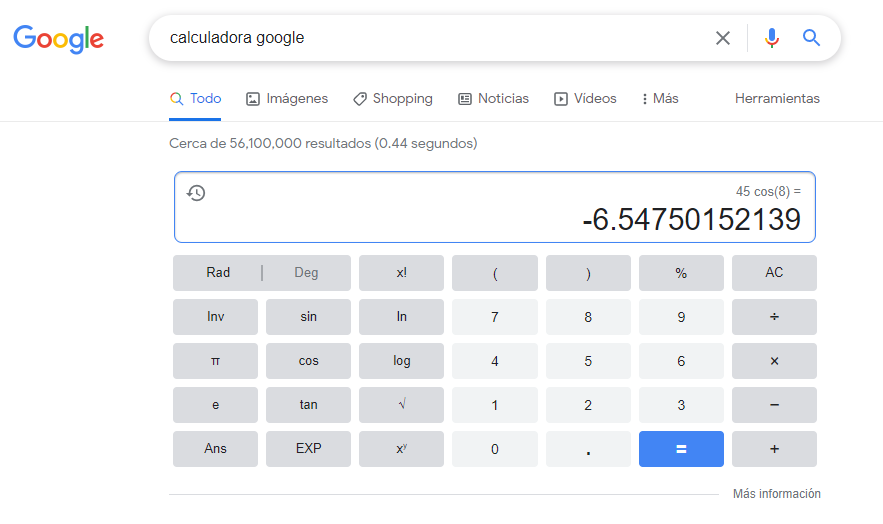 Google
calculadora google
Todo Imágenes Shopping Noticias Videos Más Herramientas
Cerca de 56,100,000 resultados (0.44 segundos)
45 cos(8) =
-6.54750152139
Rad | Deg x! ( ) % AC
Inv sin ln 7 8 9 ÷
π cos log 4 5 6 ×
e tan √ 1 2 3 −
Ans EXP xʸ 0 . = +
Más información